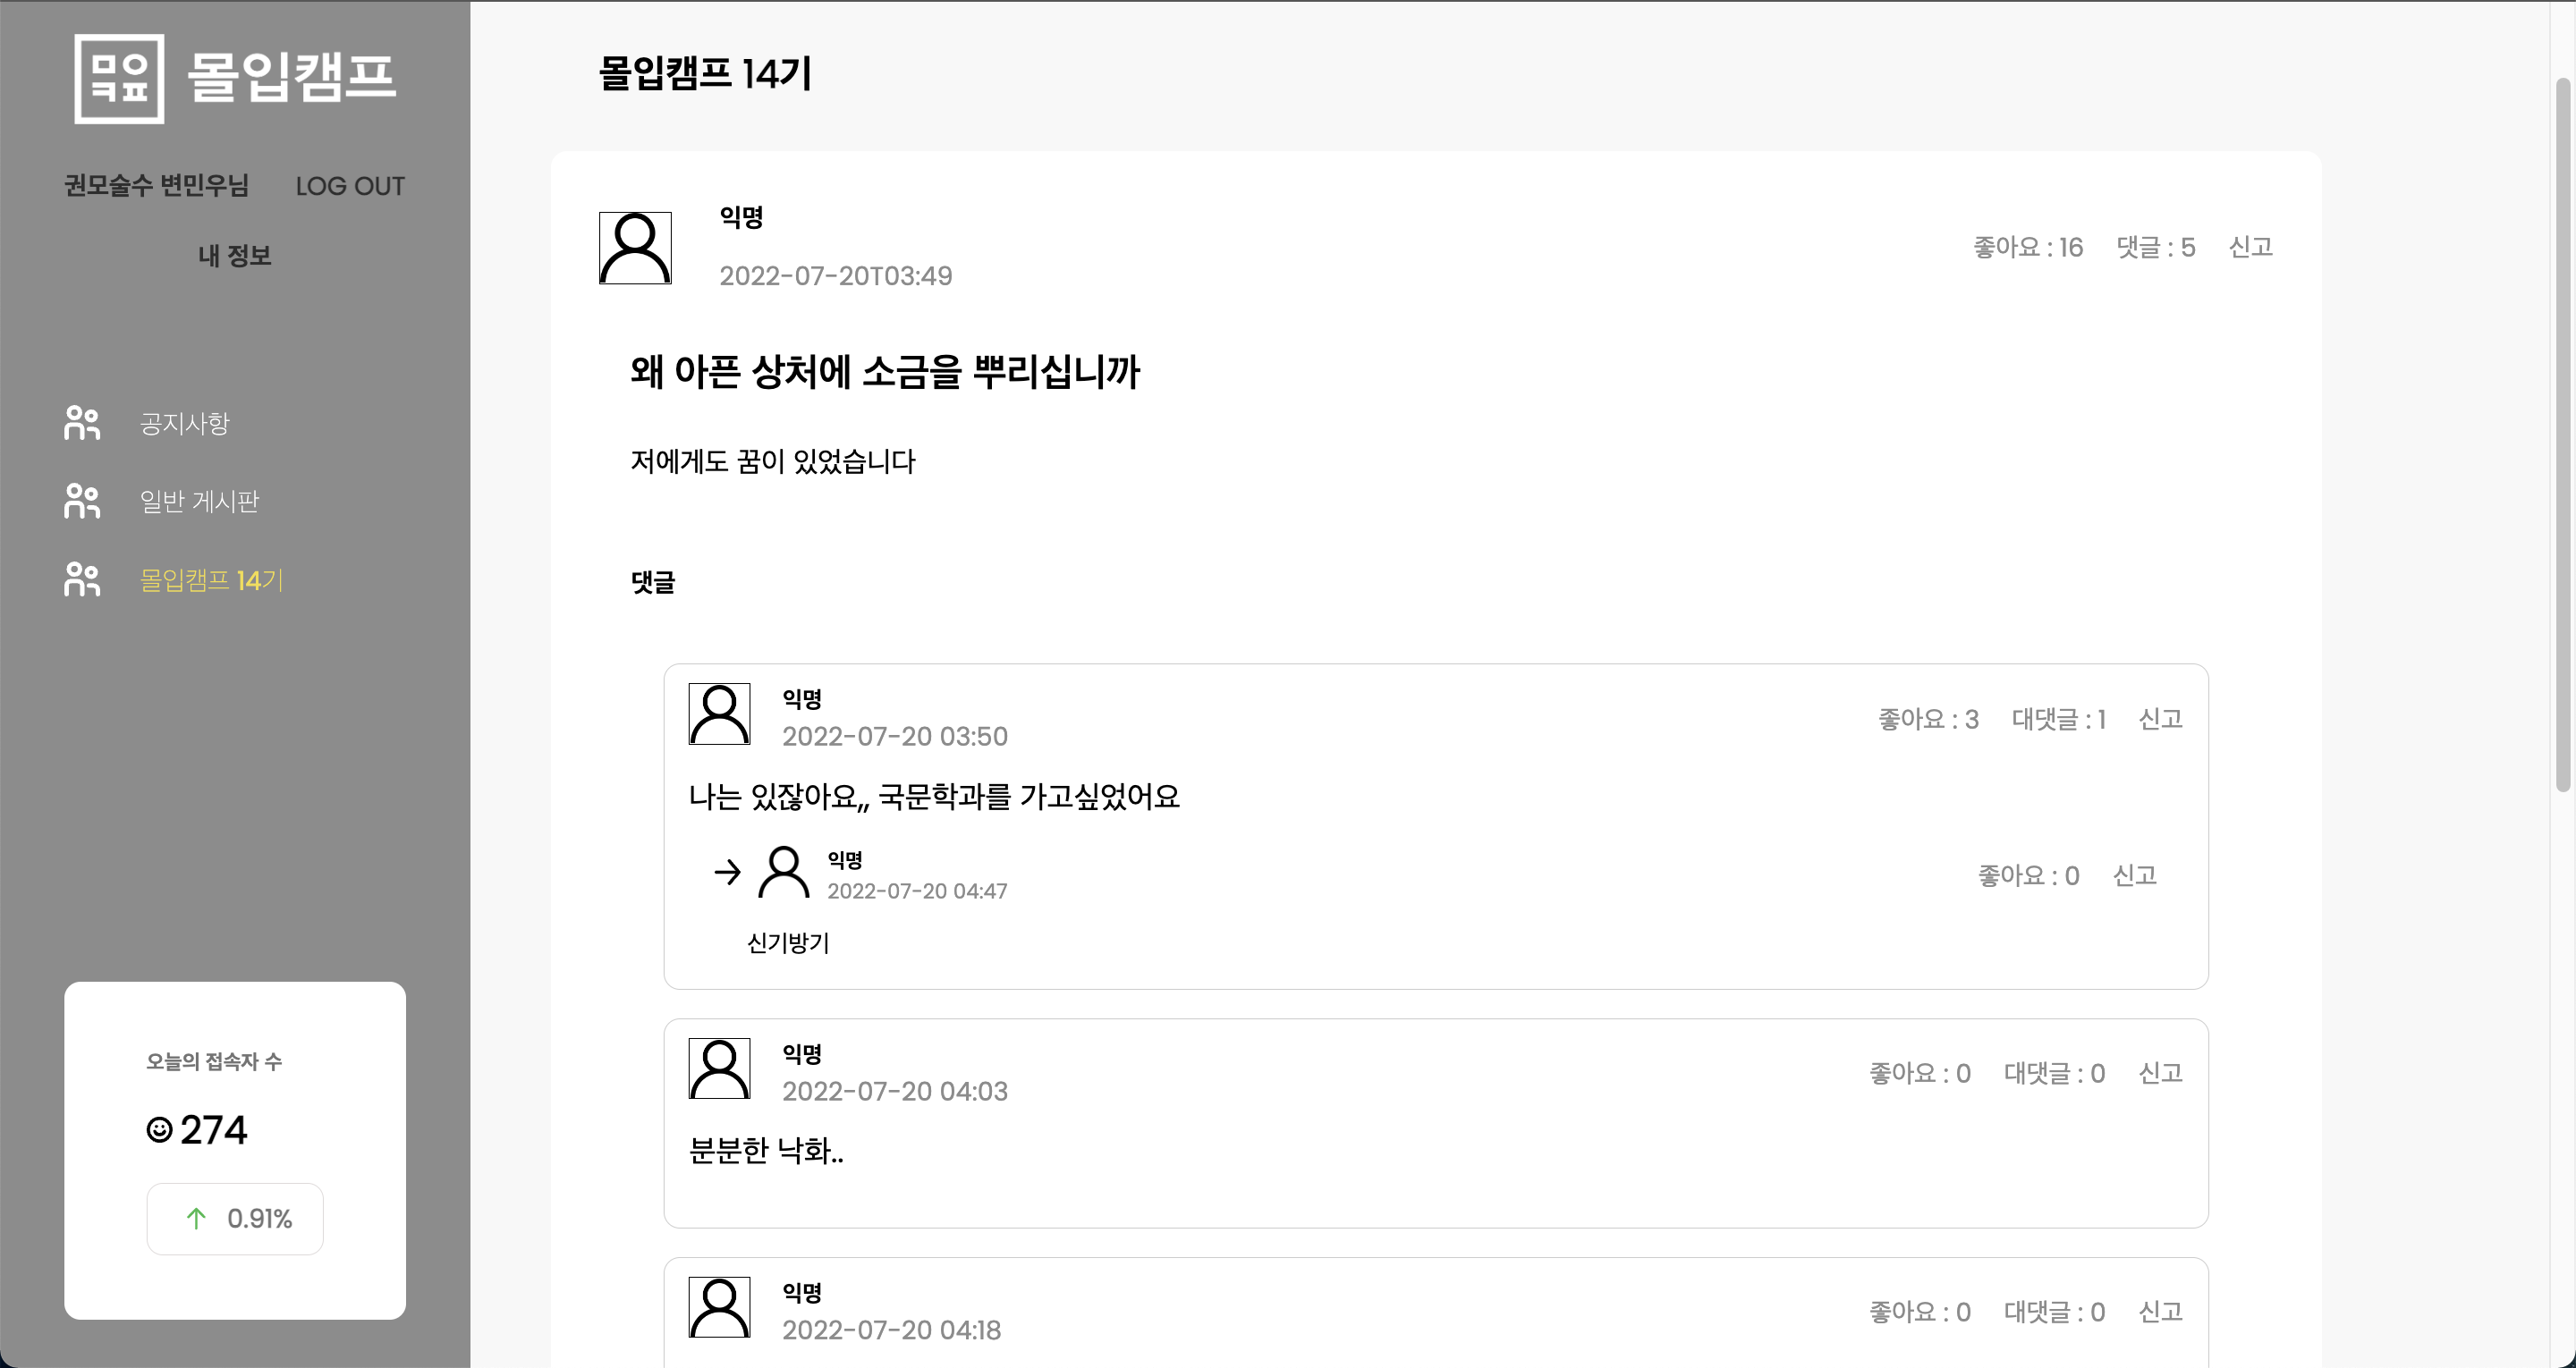 몰입캠프
권모술수 변민우님 LOG OUT
내 정보
공지사항
일반 게시판
몰입캠프 14기
오늘의 접속자 수
274
0.91%
몰입캠프 14기
익명
2022-07-20T03:49
좋아요 : 16 댓글 : 5 신고
왜 아픈 상처에 소금을 뿌리십니까
저에게도 꿈이 있었습니다
댓글
익명
2022-07-20 03:50
좋아요 : 3 대댓글 : 1 신고
나는 있잖아요,, 국문학과를 가고싶었어요
익명
2022-07-20 04:47
좋아요 : 0 신고
신기방기
익명
2022-07-20 04:03
좋아요 : 0 대댓글 : 0 신고
분분한 낙화..
익명
2022-07-20 04:18
좋아요 : 0 대댓글 : 0 신고